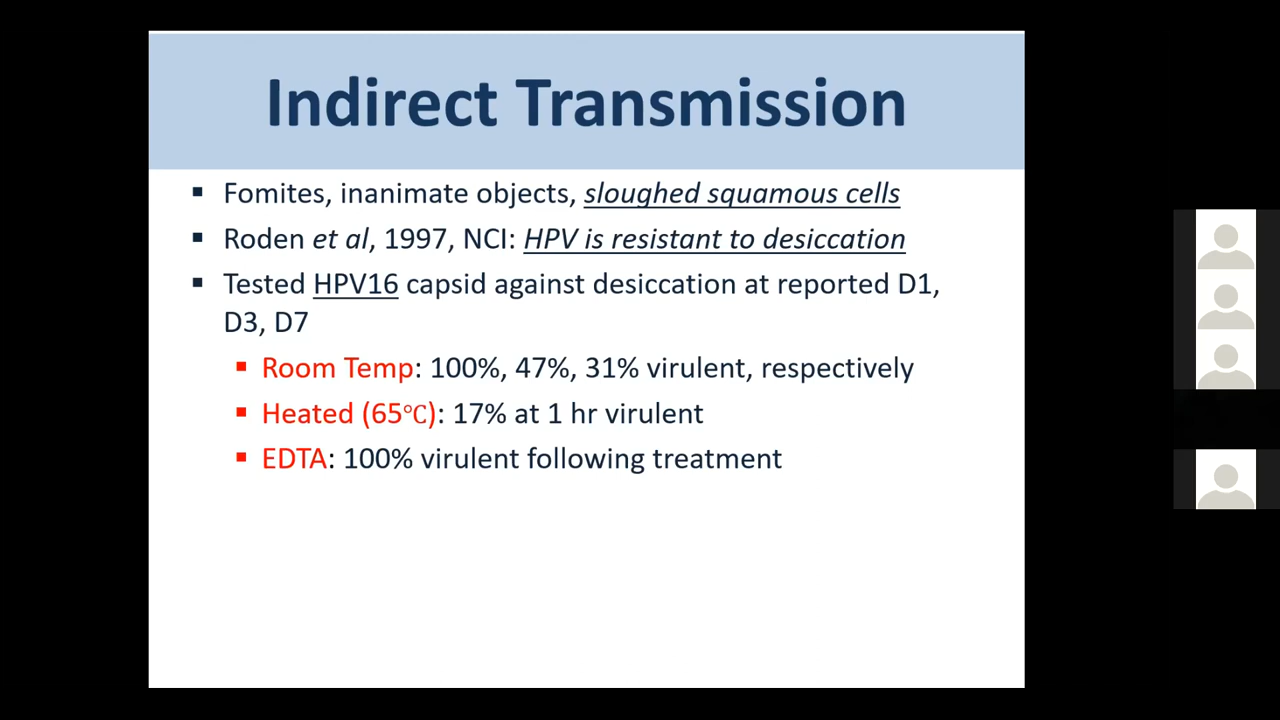 Indirect Transmission
▪ Fomites, inanimate objects, sloughed squamous cells
▪ Roden et al, 1997, NCI: HPV is resistant to desiccation
▪ Tested HPV16 capsid against desiccation at reported D1,
D3, D7
▪ Room Temp: 100%, 47%, 31% virulent, respectively
▪ Heated (65℃): 17% at 1 hr virulent
▪ EDTA: 100% virulent following treatment